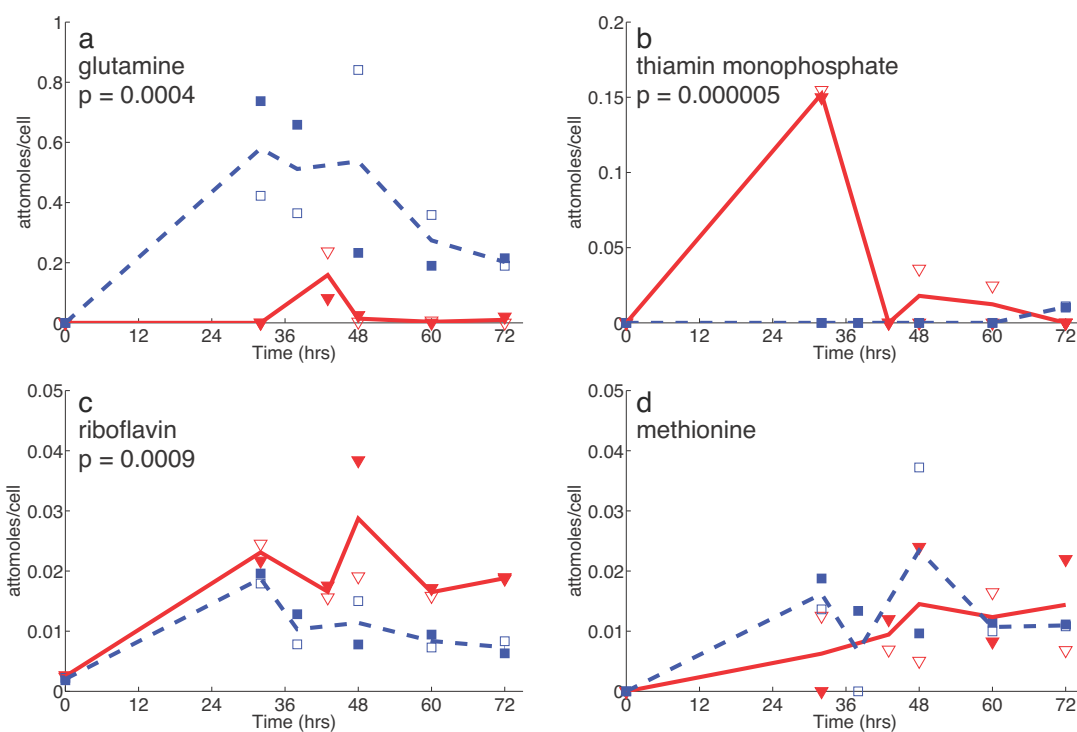 a
glutamine
p = 0.0004
1
0.8
0.6
0.4
0.2
0
attomoles/cell
0 12 24 36 48 60 72
Time (hrs)
b
thiamin monophosphate
p = 0.000005
0.2
0.15
0.1
0.05
0
attomoles/cell
0 12 24 36 48 60 72
Time (hrs)
c
riboflavin
p = 0.0009
0.05
0.04
0.03
0.02
0.01
0
attomoles/cell
0 12 24 36 48 60 72
Time (hrs)
d
methionine
0.05
0.04
0.03
0.02
0.01
0
attomoles/cell
0 12 24 36 48 60 72
Time (hrs)